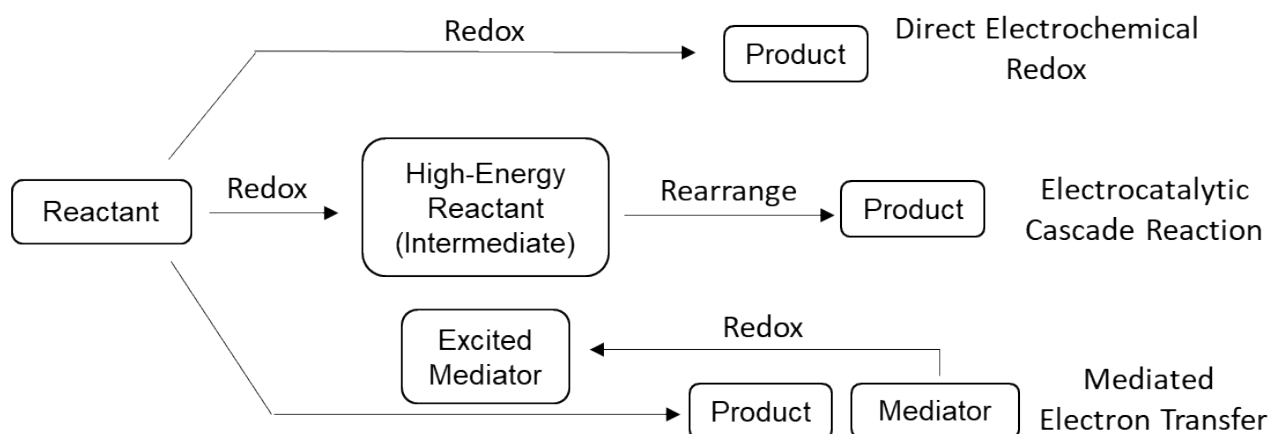 Redox
Product
Direct Electrochemical
Redox
Reactant
Redox
High-Energy
Reactant
(Intermediate)
Rearrange
Product
Electrocatalytic
Cascade Reaction
Excited
Mediator
Redox
Product
Mediator
Mediated
Electron Transfer